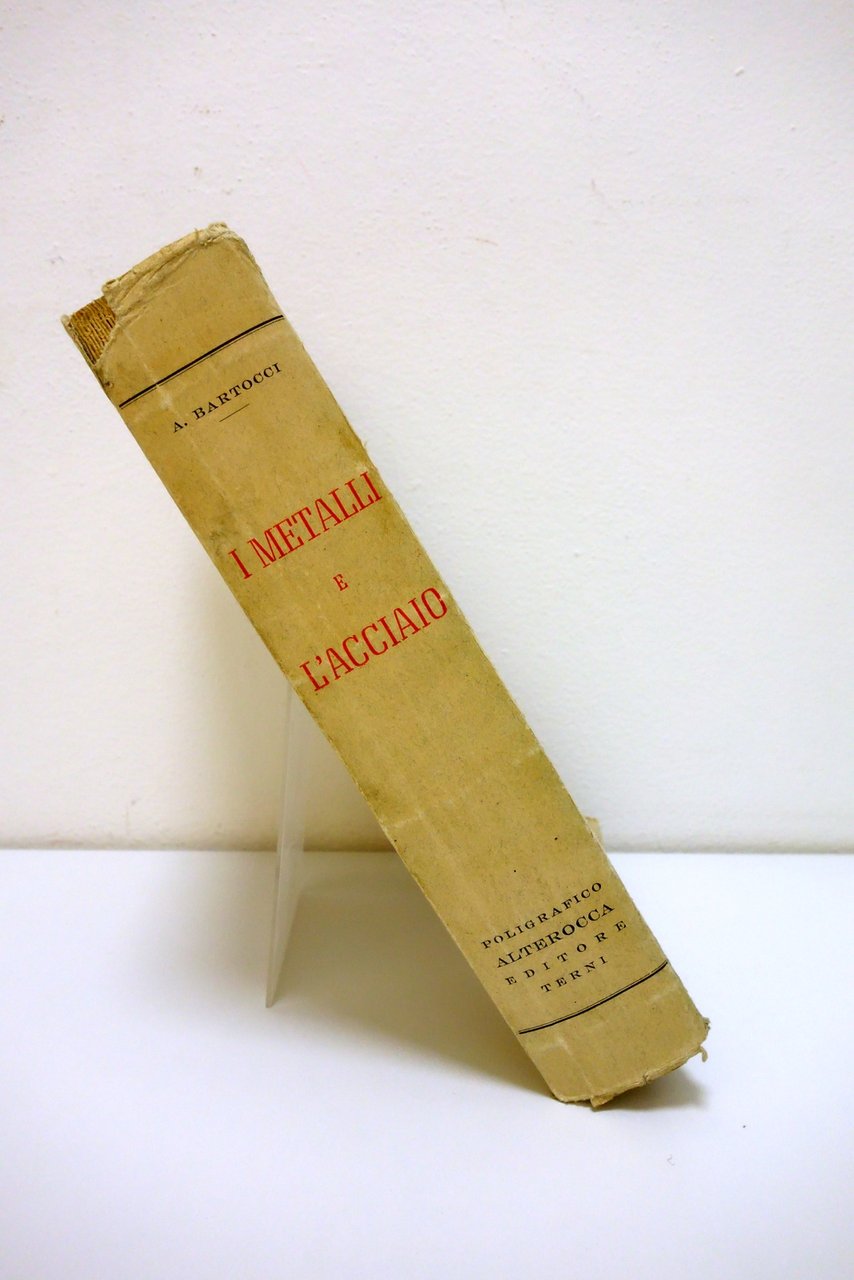 A. BARTOCCI
I METALLI
E
L'ACCIAIO
POLIGRAFICO
ALTEROCCA
EDITORE
TERNI